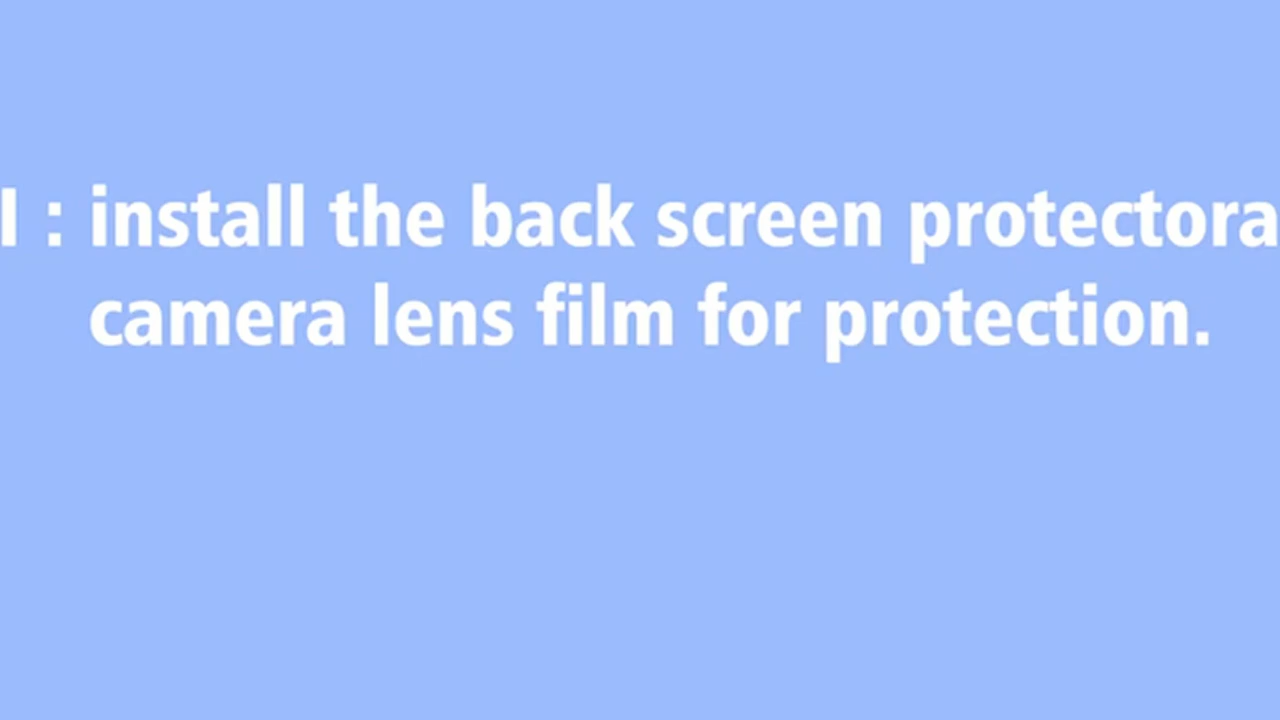 I : install the back screen protectora
camera lens film for protection.